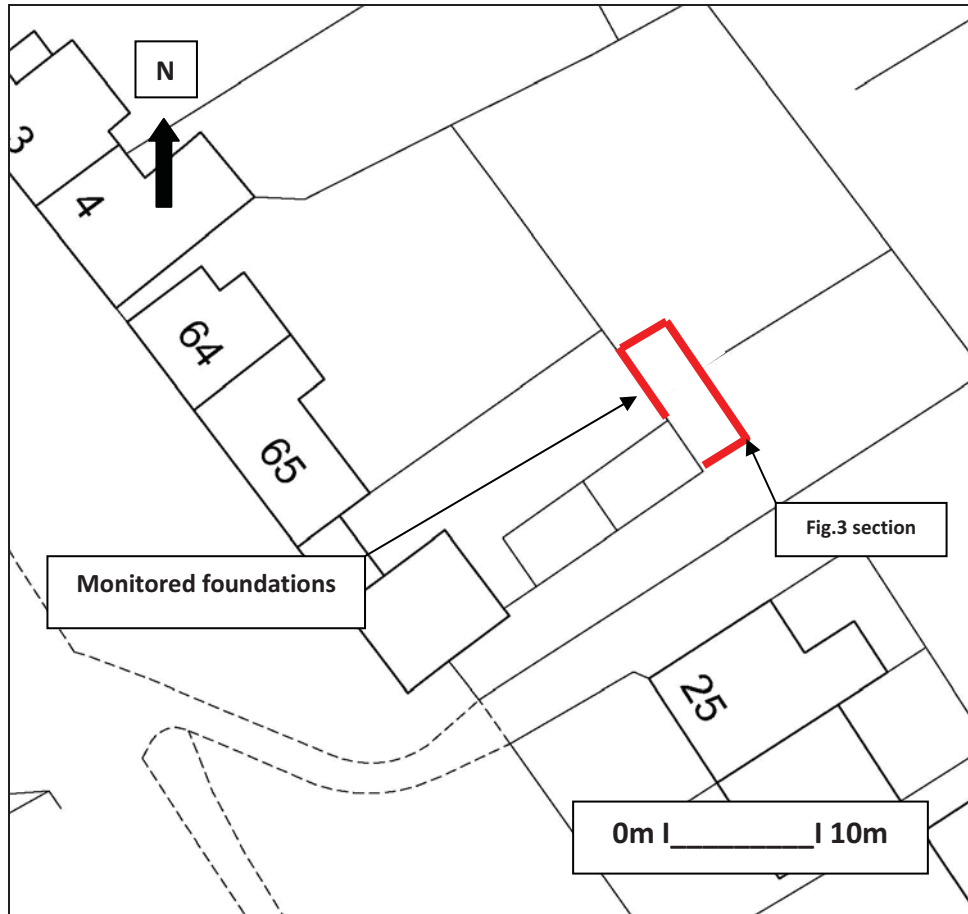 N
3
4
64
65
Monitored foundations
Fig.3 section
25
0m I_________I 10m